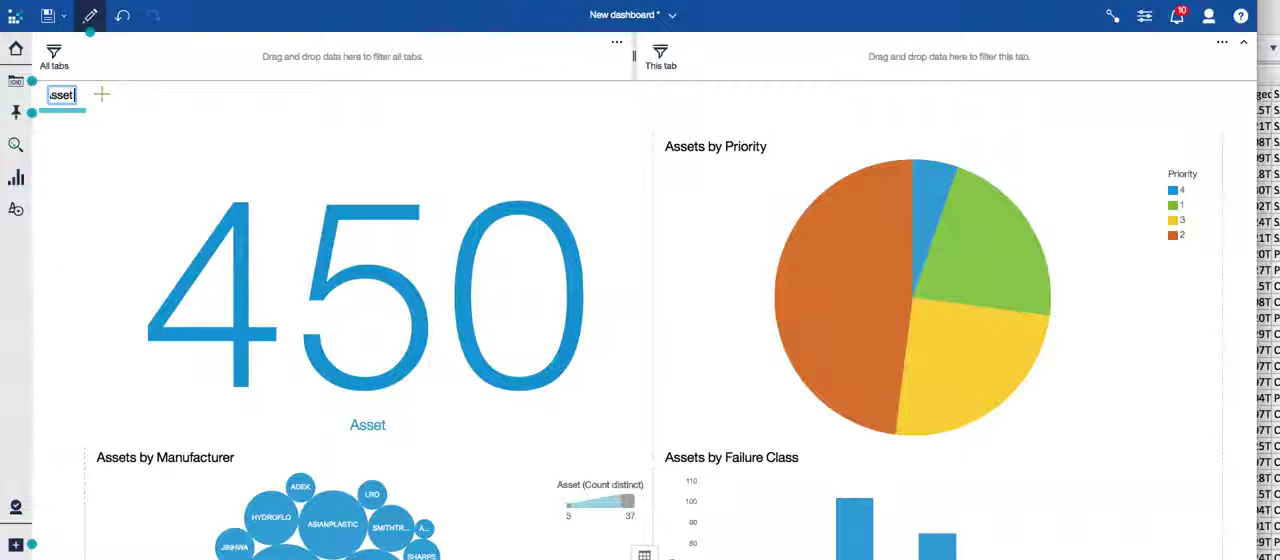 New dashboard *
10
?
All tabs
Drag and drop data here to filter all tabs.
This tab
Drag and drop data here to filter this tab.
sset
450
Asset
Assets by Priority
Priority
4
1
3
2
Assets by Manufacturer
Asset (Count distinct)
5
37
ADEK
LRO
HYDROFLO
ASIANPLASTIC
SMITHTR...
A...
JINHWA
SHARPS
Assets by Failure Class
110
100
90
80